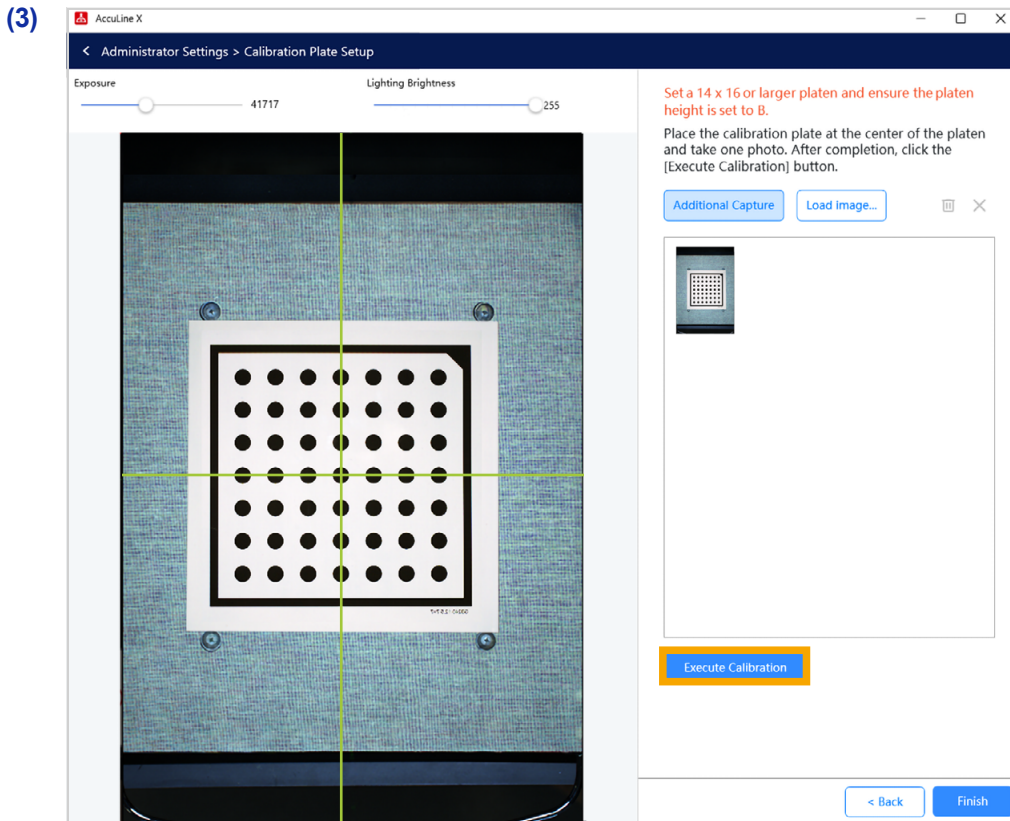 (3)
AccuLine X
< Administrator Settings > Calibration Plate Setup
Exposure
41717
Lighting Brightness
255
Set a 14 x 16 or larger platen and ensure the platen
height is set to B.
Place the calibration plate at the center of the platen
and take one photo. After completion, click the
[Execute Calibration] button.
Additional Capture
Load image...
Execute Calibration
< Back
Finish